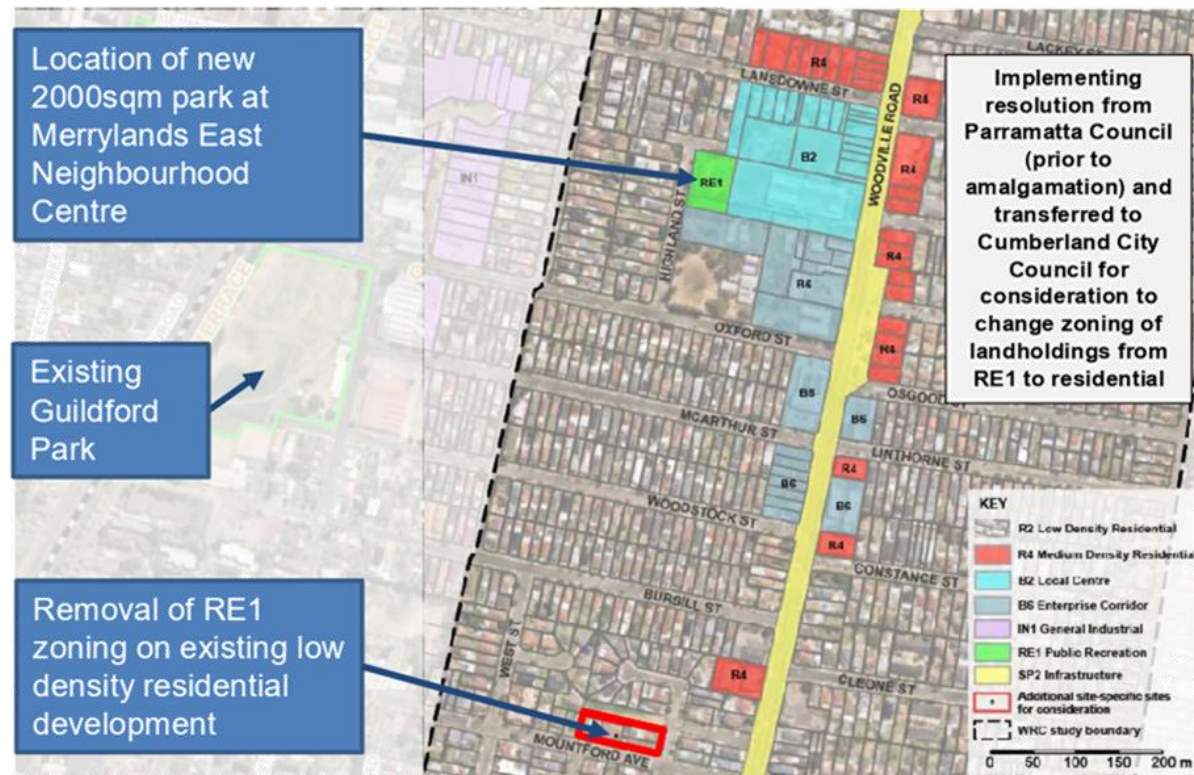 Location of new
2000sqm park at
Merrylands East
Neighbourhood
Centre
Existing
Guildford
Park
Removal of RE1
zoning on existing low
density residential
development
Implementing
resolution from
Parramatta Council
(prior to
amalgamation) and
transferred to
Cumberland City
Council for
consideration to
change zoning of
landholdings from
RE1 to residential
LACKEY ST
R4
LANSDOWNE ST
R4
B2
R4
WOODVILLE ROAD
IN1
RE1
HIGHLAND ST
R4
R4
TERRACE
OXFORD ST
R4
B6
OSGOOD ST
MCARTHUR ST
B6
LINTHORNE ST
R4
B6
B6
WOODSTOCK ST
R4
CONSTANCE ST
BURSILL ST
WEST ST
R4
CLEONE ST
MOUNTFORD AVE
KEY
R2 Low Density Residential
R4 Medium Density Residentia
B2 Local Centre
B6 Enterprise Corridor
IN1 General Industrial
RE1 Public Recreation
SP2 Infrastructure
Additional site-specific sites
for consideration
WRC study boundary
0 50 100 150 200 m